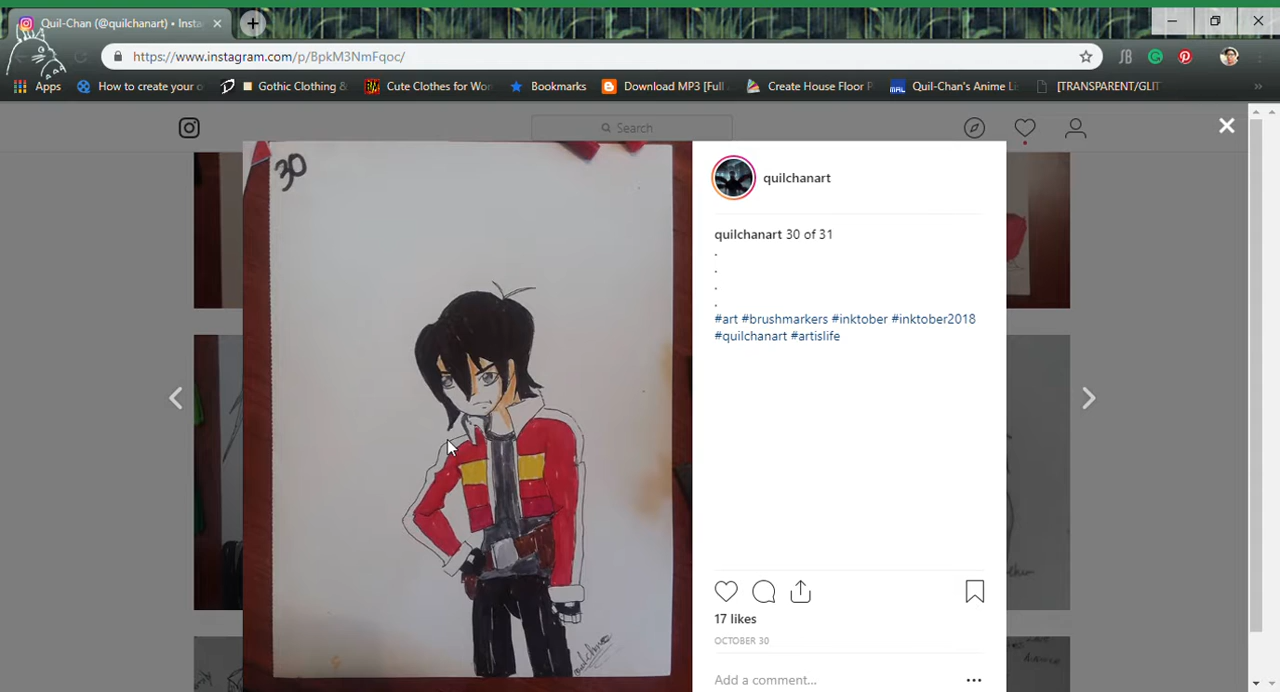 Quil-Chan (@quilchanart) • Insta
https://www.instagram.com/p/BpkM3NmFqoc/
Apps
How to create your o
Gothic Clothing &
Cute Clothes for Wo
Bookmarks
Download MP3 [Full
Create House Floor P
MAL Quil-Chan's Anime Li
[TRANSPARENT/GLIT
Search
30
quilchanart
quilchanart
quilchanart 30 of 31
.
.
.
.
#art #brushmarkers #inktober #inktober2018
#quilchanart #artislife
17 likes
OCTOBER 30
Add a comment...